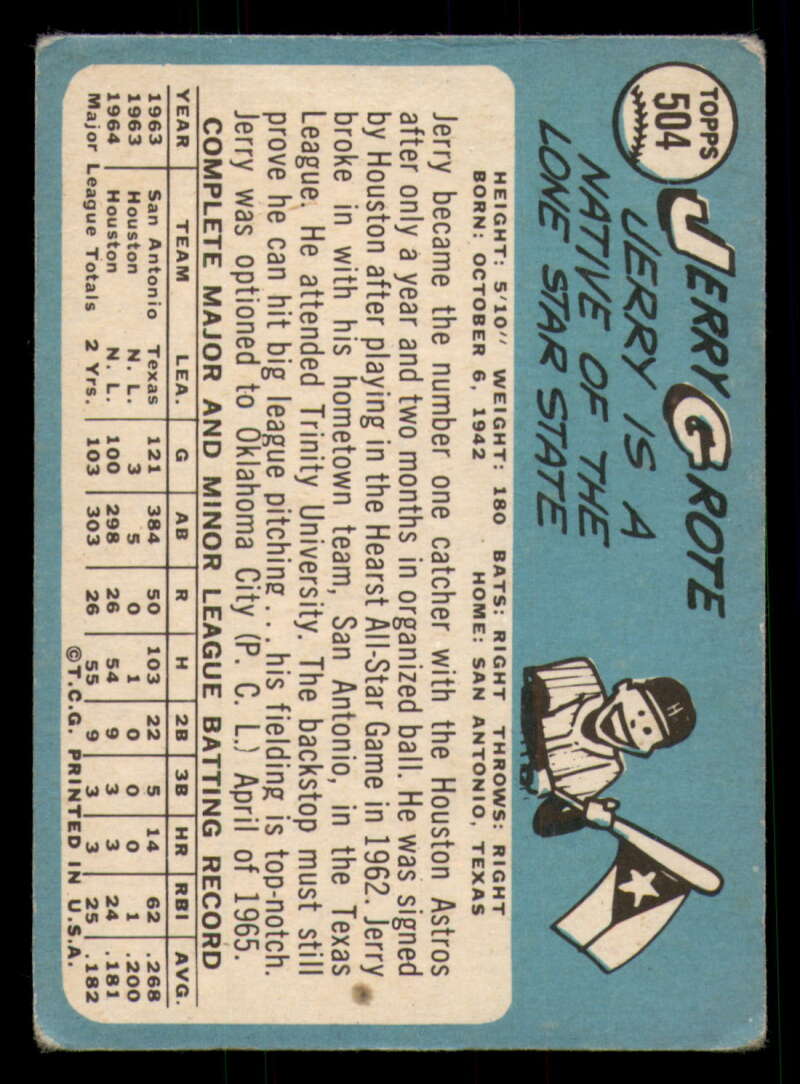 TOPPS
504
JERRY GROTE
JERRY IS A
NATIVE OF THE
LONE STAR STATE
H
HEIGHT: 5'10" WEIGHT: 180 BATS: RIGHT THROWS: RIGHT
BORN: OCTOBER 6, 1942 HOME: SAN ANTONIO, TEXAS
Jerry became the number one catcher with the Houston Astros
after only a year and two months in organized ball. He was signed
by Houston after playing in the Hearst All-Star Game in 1962. Jerry
broke in with his hometown team, San Antonio, in the Texas
League. He attended Trinity University. The backstop must still
prove he can hit big league pitching . . . his fielding is top-notch.
Jerry was optioned to Oklahoma City (P. C. L.) April of 1965.
COMPLETE MAJOR AND MINOR LEAGUE BATTING RECORD
YEAR TEAM LEA. G AB R H 2B 3B HR RBI AVG.
1963 San Antonio Texas 121 384 50 103 22 5 14 62 .268
1963 Houston N. L. 3 5 0 1 0 0 0 1 .200
1964 Houston N. L. 100 298 26 54 9 3 3 24 .181
Major League Totals 2 Yrs. 103 303 26 55 9 3 3 25 .182
©T.C.G. PRINTED IN U.S.A.